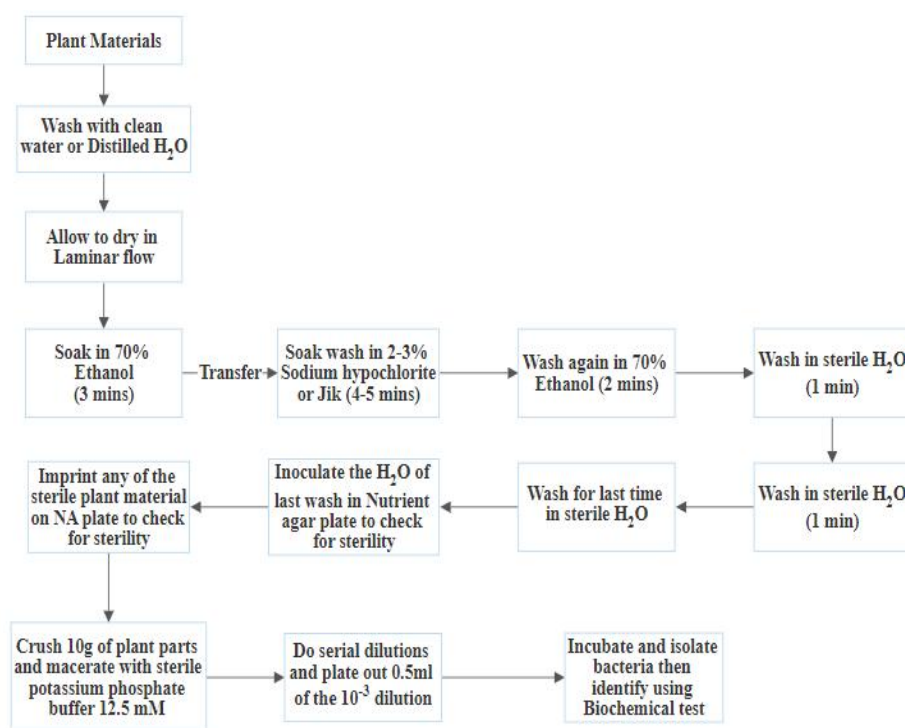 Plant Materials
Wash with clean
water or Distilled H₂O
Allow to dry in
Laminar flow
Soak in 70%
Ethanol
(3 mins)
Transfer
Soak wash in 2-3%
Sodium hypochlorite
or Jik (4-5 mins)
Wash again in 70%
Ethanol (2 mins)
Wash in sterile H₂O
(1 min)
Wash in sterile H₂O
(1 min)
Wash for last time
in sterile H₂O
Inoculate the H₂O of
last wash in Nutrient
agar plate to check
for sterility
Imprint any of the
sterile plant material
on NA plate to check
for sterility
Crush 10g of plant parts
and macerate with sterile
potassium phosphate
buffer 12.5 mM
Do serial dilutions
and plate out 0.5ml
of the 10⁻³ dilution
Incubate and isolate
bacteria then
identify using
Biochemical test